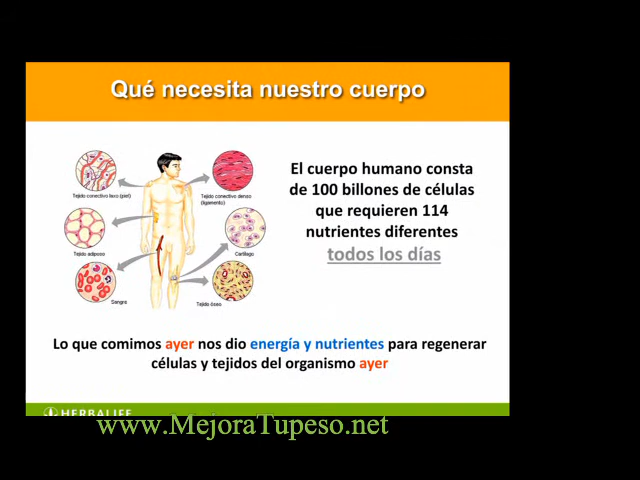 Qué necesita nuestro cuerpo
Tejido conectivo laxo (piel)
Tejido conectivo denso
(ligamento)
El cuerpo humano consta
de 100 billones de células
que requieren 114
nutrientes diferentes
todos los días
Tejido adiposo
Cartílago
Sangre
Tejido óseo
Lo que comimos ayer nos dio energía y nutrientes para regenerar
células y tejidos del organismo ayer
HERBALIFE
www.MejoraTupeso.net